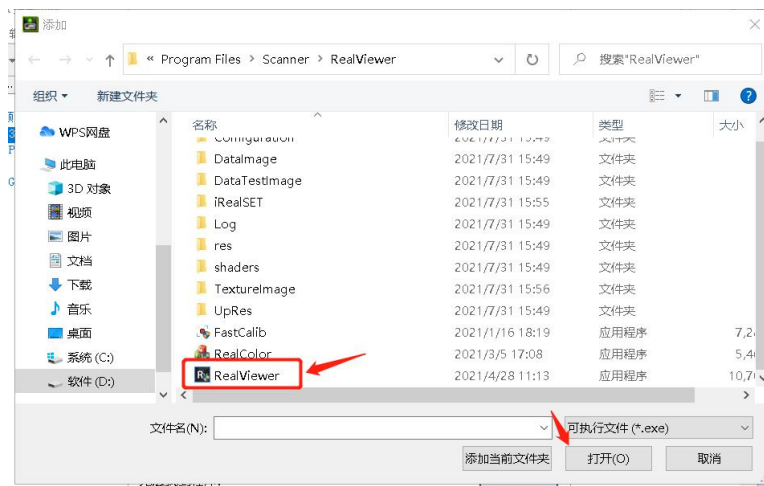 添加
« Program Files > Scanner > RealViewer
搜索"RealViewer"
组织
新建文件夹
名称 修改日期 类型 大小
WPS网盘
此电脑
3D 对象
视频
图片
文档
下载
音乐
桌面
系统 (C:)
软件 (D:)
Configuration 2021/7/31 15:49 文件夹
DataImage 2021/7/31 15:49 文件夹
DataTestImage 2021/7/31 15:49 文件夹
iRealSET 2021/7/31 15:55 文件夹
Log 2021/7/31 15:49 文件夹
res 2021/7/31 15:49 文件夹
shaders 2021/7/31 15:49 文件夹
TextureImage 2021/7/31 15:56 文件夹
UpRes 2021/7/31 15:49 文件夹
FastCalib 2021/1/16 18:19 应用程序
RealColor 2021/3/5 17:08 应用程序
RealViewer 2021/4/28 11:13 应用程序
文件名(N):
可执行文件 (*.exe)
添加当前文件夹 打开(O) 取消